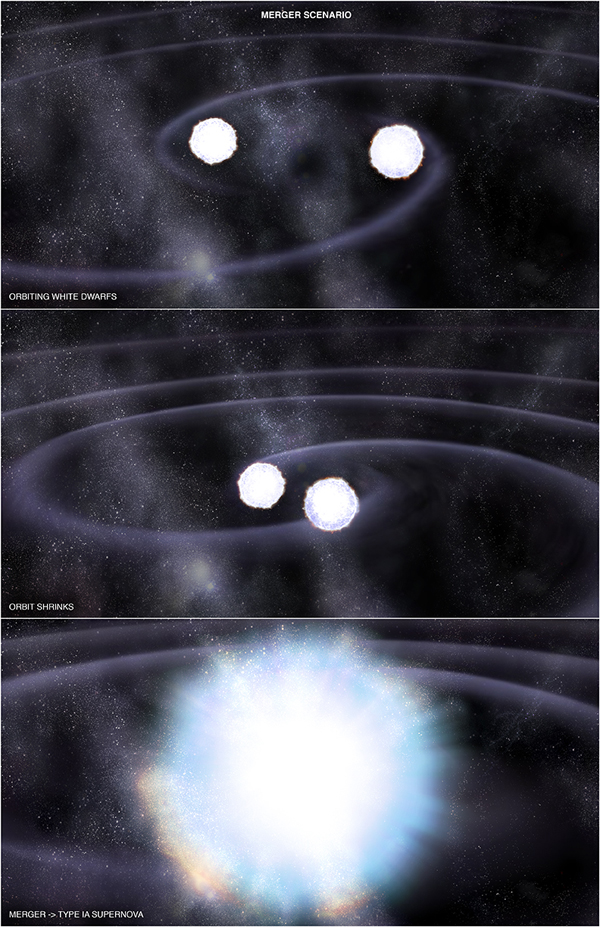 MERGER SCENARIO
ORBITING WHITE DWARFS
ORBIT SHRINKS
MERGER -> TYPE IA SUPERNOVA